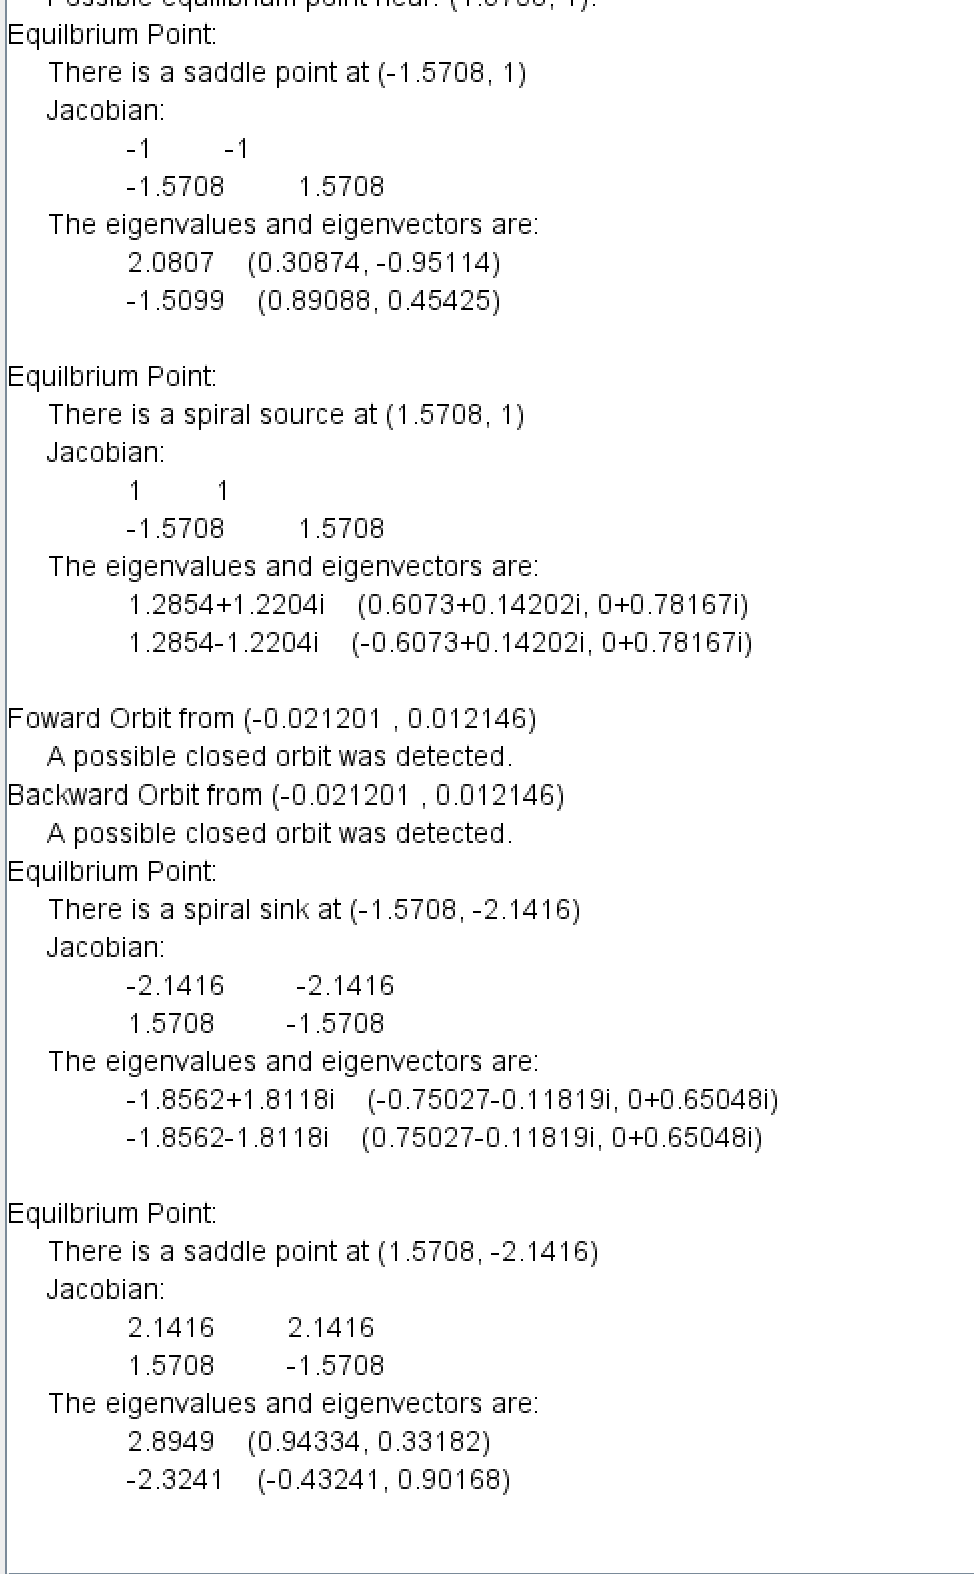 Possible equilibrium point near: (1.5708, 1).
Equilbrium Point:
There is a saddle point at (-1.5708, 1)
Jacobian:
-1 -1
-1.5708 1.5708
The eigenvalues and eigenvectors are:
2.0807 (0.30874, -0.95114)
-1.5099 (0.89088, 0.45425)
Equilbrium Point:
There is a spiral source at (1.5708, 1)
Jacobian:
1 1
-1.5708 1.5708
The eigenvalues and eigenvectors are:
1.2854+1.2204i (0.6073+0.14202i, 0+0.78167i)
1.2854-1.2204i (-0.6073+0.14202i, 0+0.78167i)
Foward Orbit from (-0.021201 , 0.012146)
A possible closed orbit was detected.
Backward Orbit from (-0.021201 , 0.012146)
A possible closed orbit was detected.
Equilbrium Point:
There is a spiral sink at (-1.5708, -2.1416)
Jacobian:
-2.1416 -2.1416
1.5708 -1.5708
The eigenvalues and eigenvectors are:
-1.8562+1.8118i (-0.75027-0.11819i, 0+0.65048i)
-1.8562-1.8118i (0.75027-0.11819i, 0+0.65048i)
Equilbrium Point:
There is a saddle point at (1.5708, -2.1416)
Jacobian:
2.1416 2.1416
1.5708 -1.5708
The eigenvalues and eigenvectors are:
2.8949 (0.94334, 0.33182)
-2.3241 (-0.43241, 0.90168)